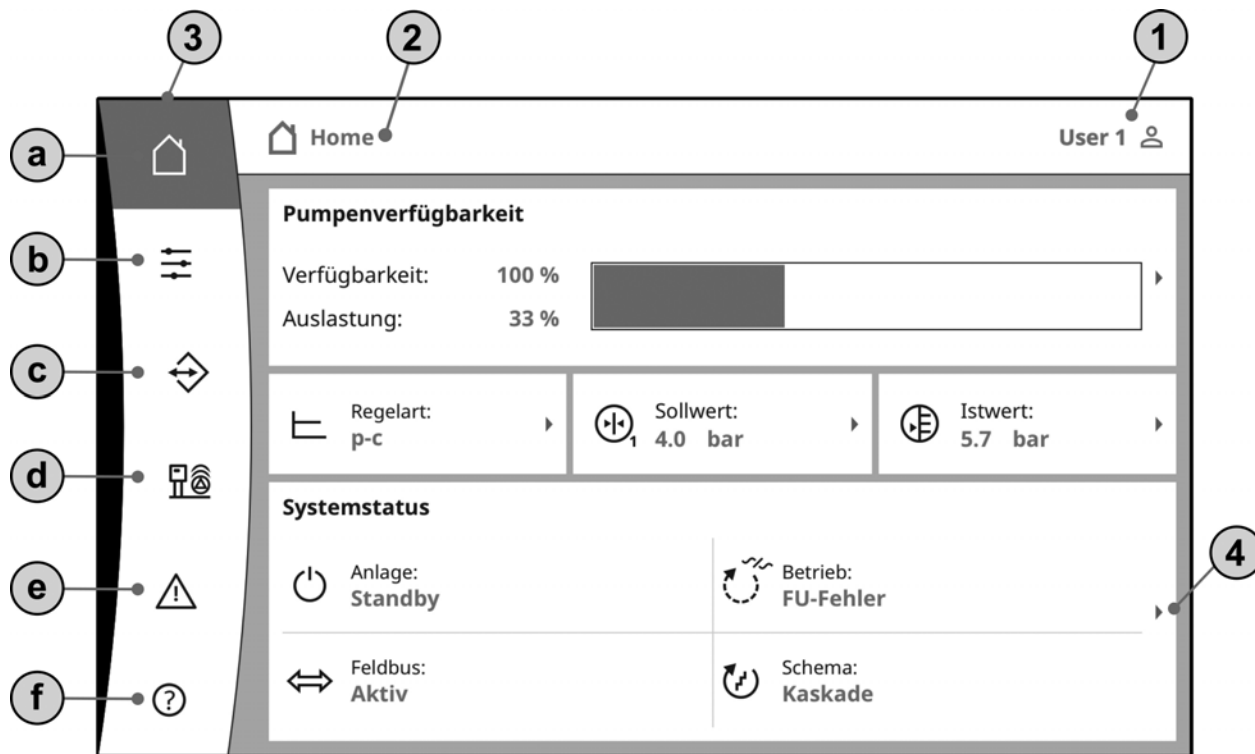 3
2
1
a
Home
User 1
b
Pumpenverfügbarkeit
Verfügbarkeit: 100 %
Auslastung: 33 %
c
Regelart:
p-c
1
Sollwert:
4.0 bar
Istwert:
5.7 bar
d
Systemstatus
4
e
Anlage:
Standby
Betrieb:
FU-Fehler
f
?
Feldbus:
Aktiv
Schema:
Kaskade